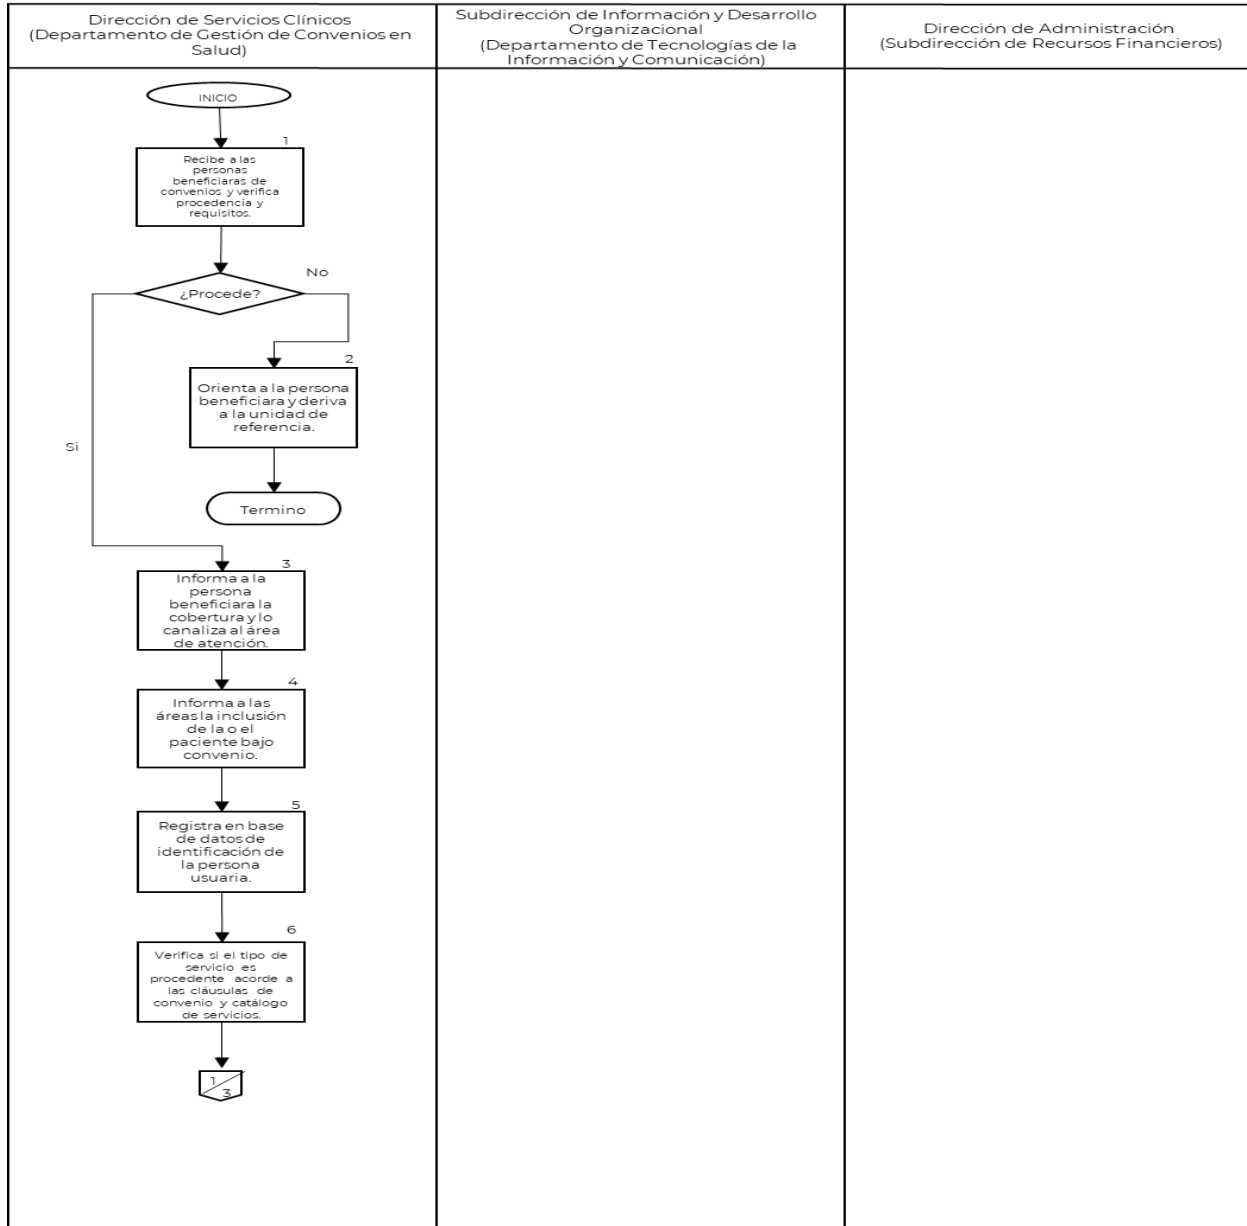 Dirección de Servicios Clínicos
(Departamento de Gestión de Convenios en
Salud)
Subdirección de Información y Desarrollo
Organizacional
(Departamento de Tecnologías de la
Información y Comunicación)
Dirección de Administración
(Subdirección de Recursos Financieros)
INICIO
1
Recibe a las
personas
beneficiaras de
convenios y verifica
procedencia y
requisitos.
No
¿Procede?
2
Orienta a la persona
beneficiara y deriva
a la unidad de
referencia.
Si
Termino
3
Informa a la
persona
beneficiara la
cobertura y lo
canaliza al área
de atención.
4
Informa a las
áreas la inclusión
de la o el
paciente bajo
convenio.
5
Registra en base
de datos de
identificación de
la persona
usuaria.
6
Verifica si el tipo de
servicio es
procedente acorde a
las cláusulas de
convenio y catálogo
de servicios.
1
3